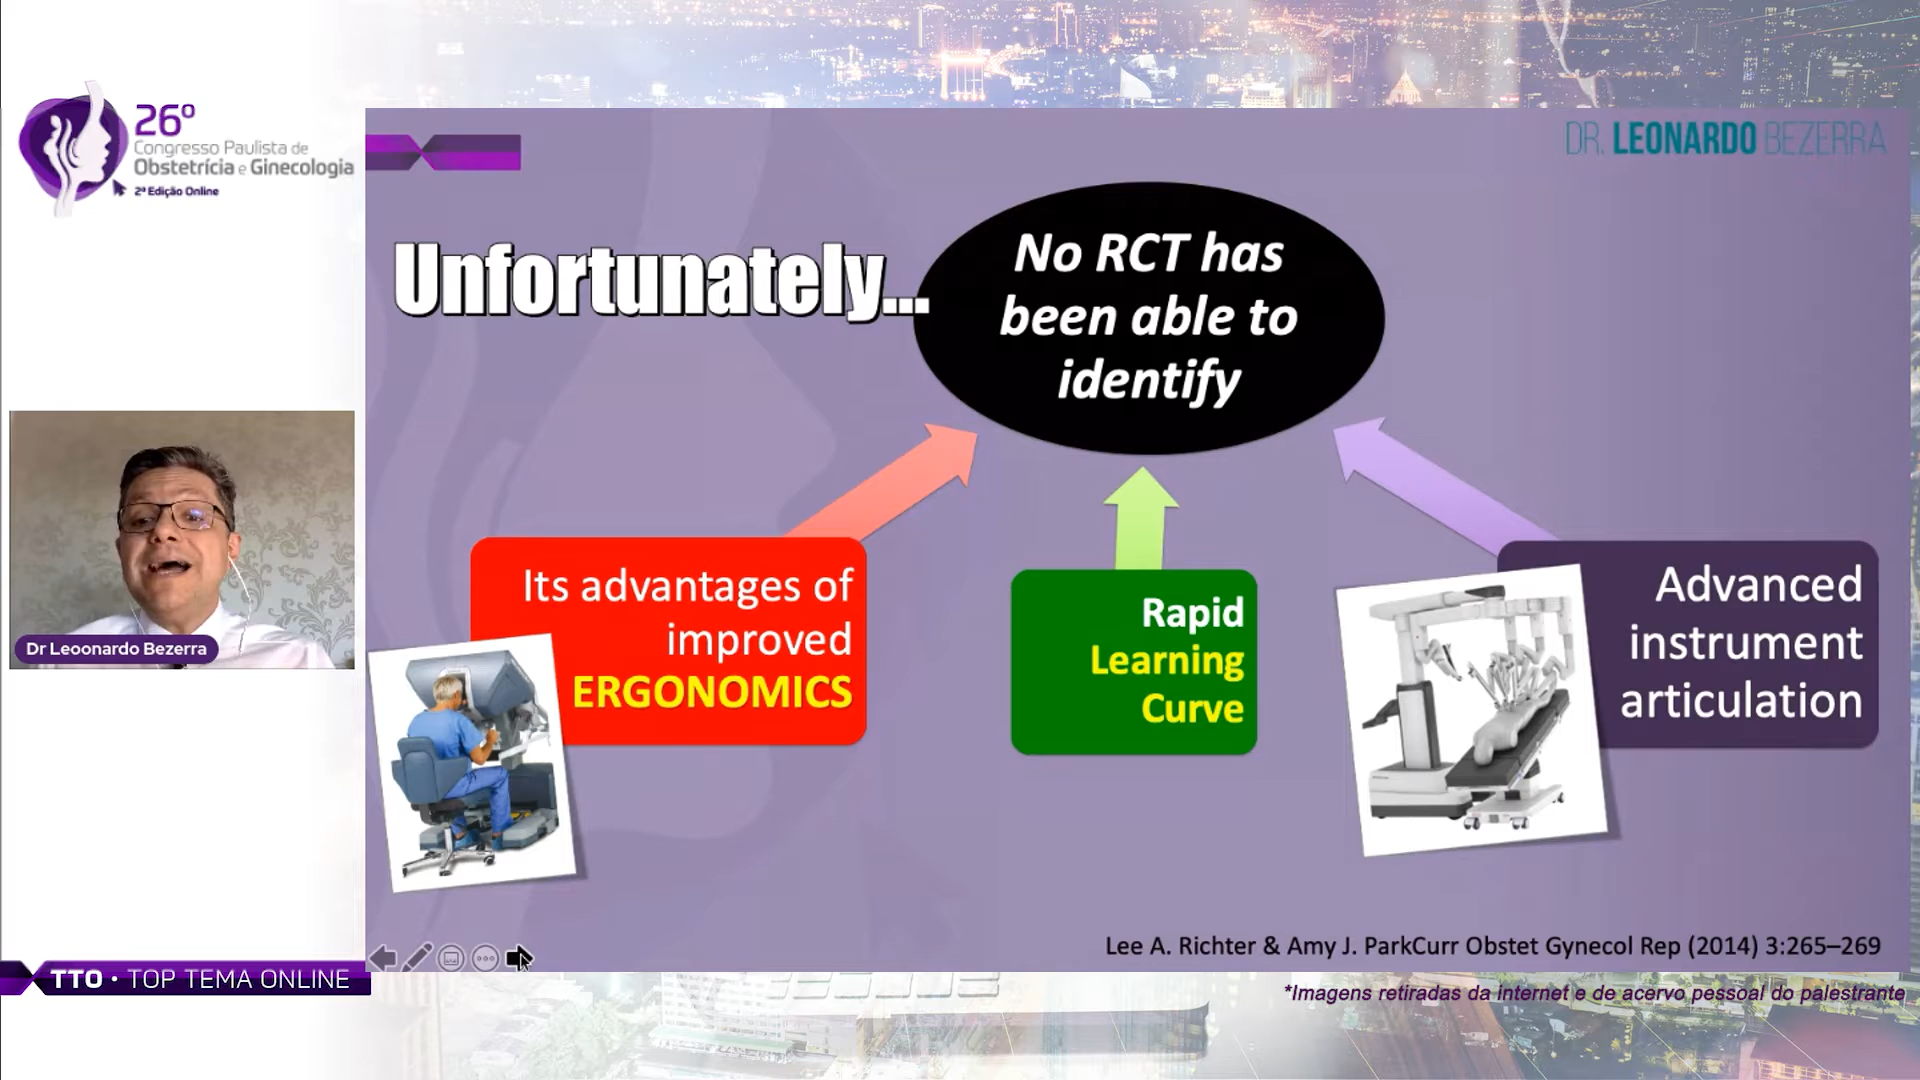 26º
Congresso Paulista de
Obstetrícia e Ginecologia
2ª Edição Online
DR. LEONARDO BEZERRA
Unfortunately...
No RCT has
been able to
identify
Its advantages of
improved
ERGONOMICS
Rapid
Learning
Curve
Advanced
instrument
articulation
Dr Leoonardo Bezerra
Lee A. Richter & Amy J. ParkCurr Obstet Gynecol Rep (2014) 3:265–269
TTO • TOP TEMA ONLINE
*Imagens retiradas da internet e de acervo pessoal do palestrante